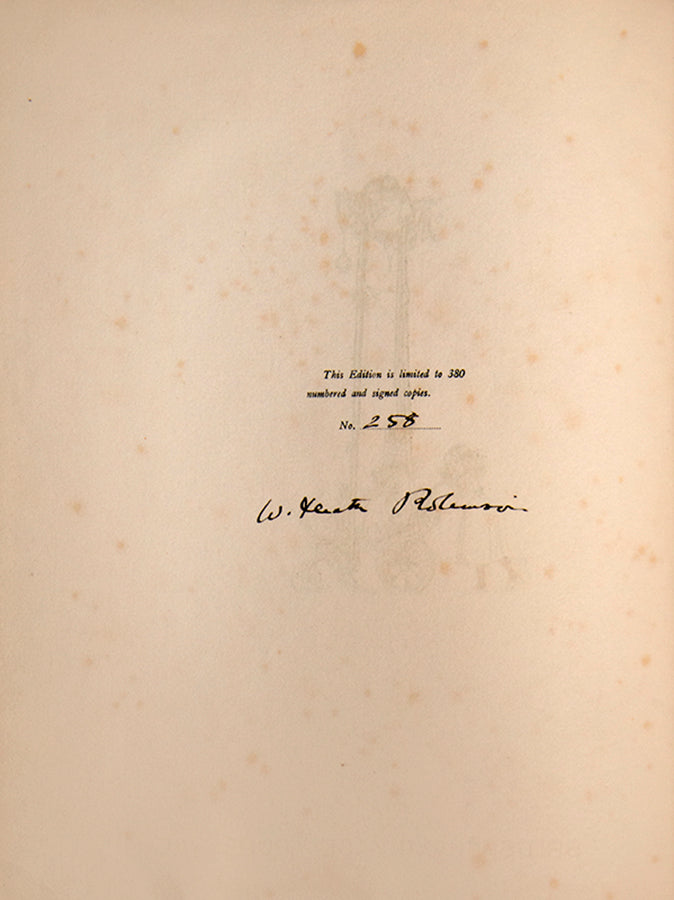 This Edition is limited to 380
numbered and signed copies.
No. 258
W. Heath Robinson